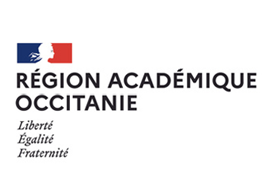 RÉGION ACADÉMIQUE
OCCITANIE
Liberté
Égalité
Fraternité